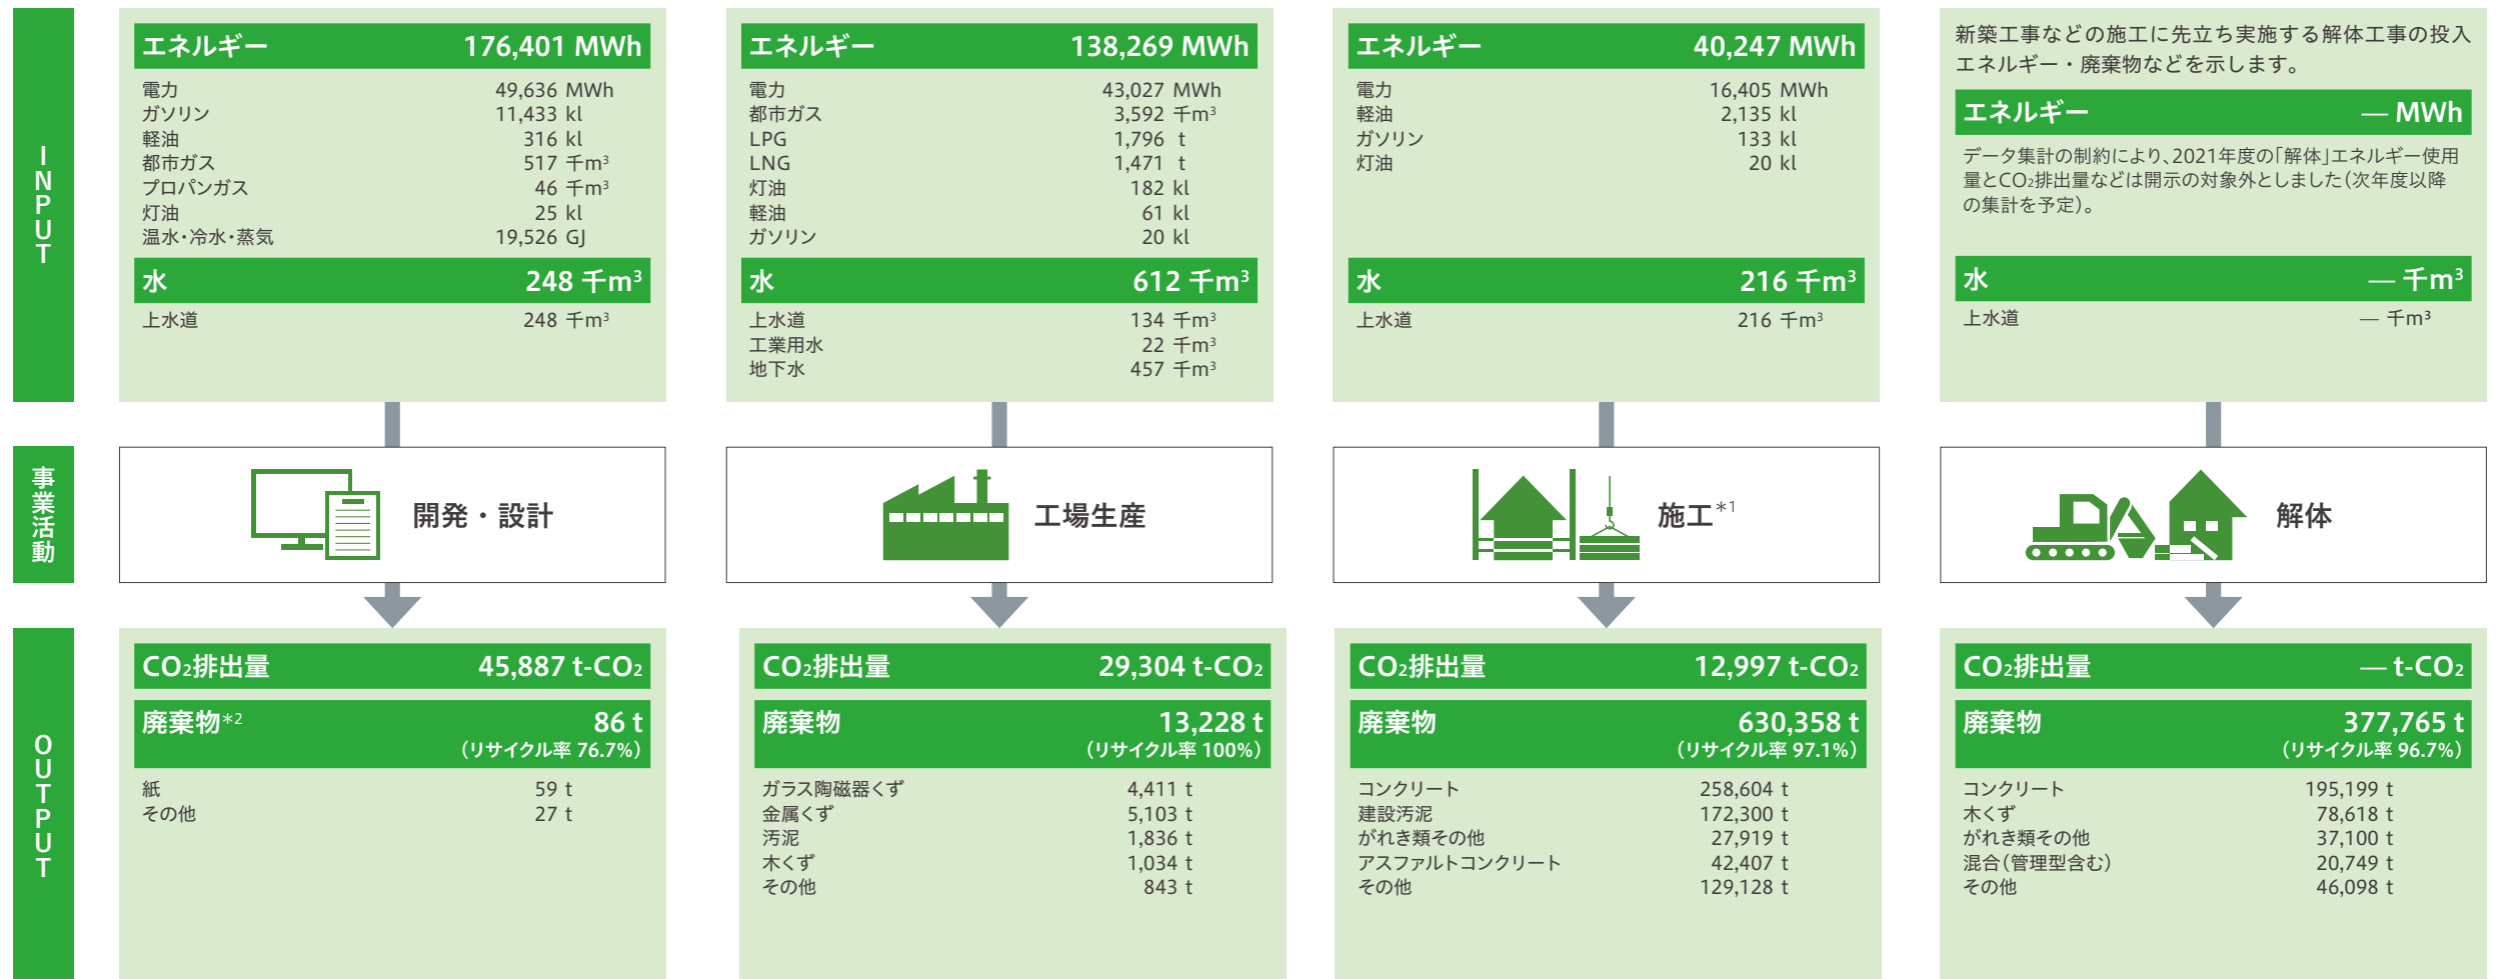 INPUT
エネルギー 176,401 MWh
電力 49,636 MWh
ガソリン 11,433 kl
軽油 316 kl
都市ガス 517 千m³
プロパンガス 46 千m³
灯油 25 kl
温水・冷水・蒸気 19,526 GJ
水 248 千m³
上水道 248 千m³
エネルギー 138,269 MWh
電力 43,027 MWh
都市ガス 3,592 千m³
LPG 1,796 t
LNG 1,471 t
灯油 182 kl
軽油 61 kl
ガソリン 20 kl
水 612 千m³
上水道 134 千m³
工業用水 22 千m³
地下水 457 千m³
エネルギー 40,247 MWh
電力 16,405 MWh
軽油 2,135 kl
ガソリン 133 kl
灯油 20 kl
水 216 千m³
上水道 216 千m³
新築工事などの施工に先立ち実施する解体工事の投入
エネルギー・廃棄物などを示します。
エネルギー — MWh
データ集計の制約により、2021年度の「解体」エネルギー使用
量とCO₂排出量などは開示の対象外としました(次年度以降
の集計を予定)。
水 — 千m³
上水道 — 千m³
事業活動
開発・設計
工場生産
施工*1
解体
OUTPUT
CO₂排出量 45,887 t-CO₂
廃棄物*2 86 t
(リサイクル率 76.7%)
紙 59 t
その他 27 t
CO₂排出量 29,304 t-CO₂
廃棄物 13,228 t
(リサイクル率 100%)
ガラス陶磁器くず 4,411 t
金属くず 5,103 t
汚泥 1,836 t
木くず 1,034 t
その他 843 t
CO₂排出量 12,997 t-CO₂
廃棄物 630,358 t
(リサイクル率 97.1%)
コンクリート 258,604 t
建設汚泥 172,300 t
がれき類その他 27,919 t
アスファルトコンクリート 42,407 t
その他 129,128 t
CO₂排出量 — t-CO₂
廃棄物 377,765 t
(リサイクル率 96.7%)
コンクリート 195,199 t
木くず 78,618 t
がれき類その他 37,100 t
混合(管理型含む) 20,749 t
その他 46,098 t